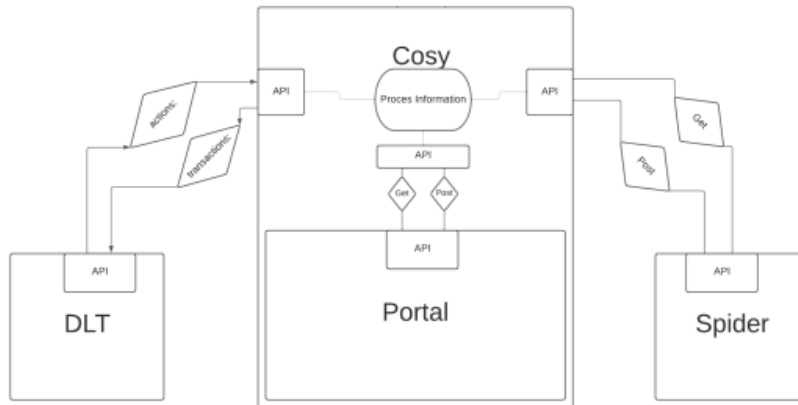 Cosy
API
Proces Information
API
actions:
transactions:
Get
Post
API
Get
Post
API
API
API
DLT
Portal
Spider